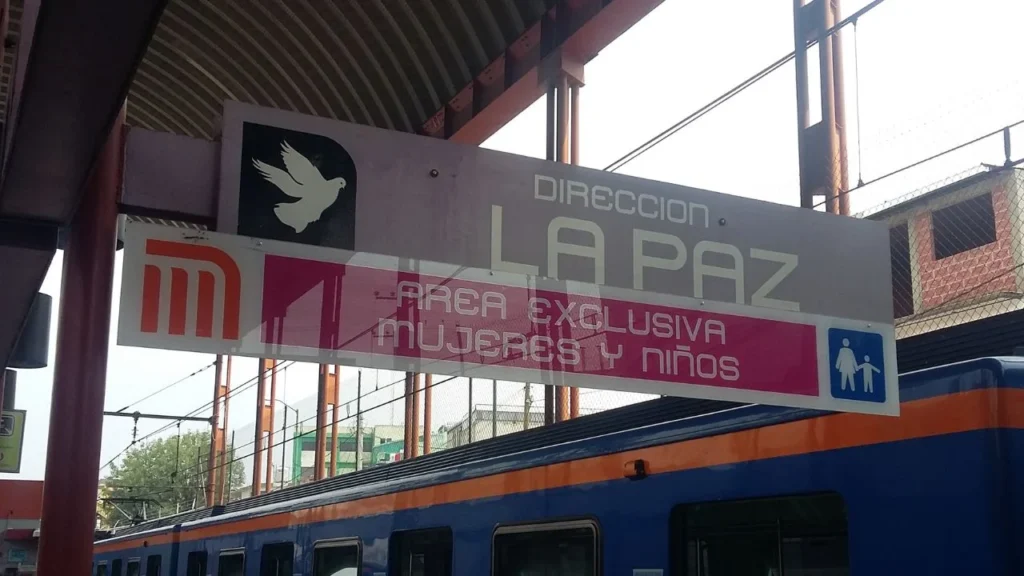 DIRECCION
LA PAZ
AREA EXCLUSIVA
MUJERES Y NIÑOS